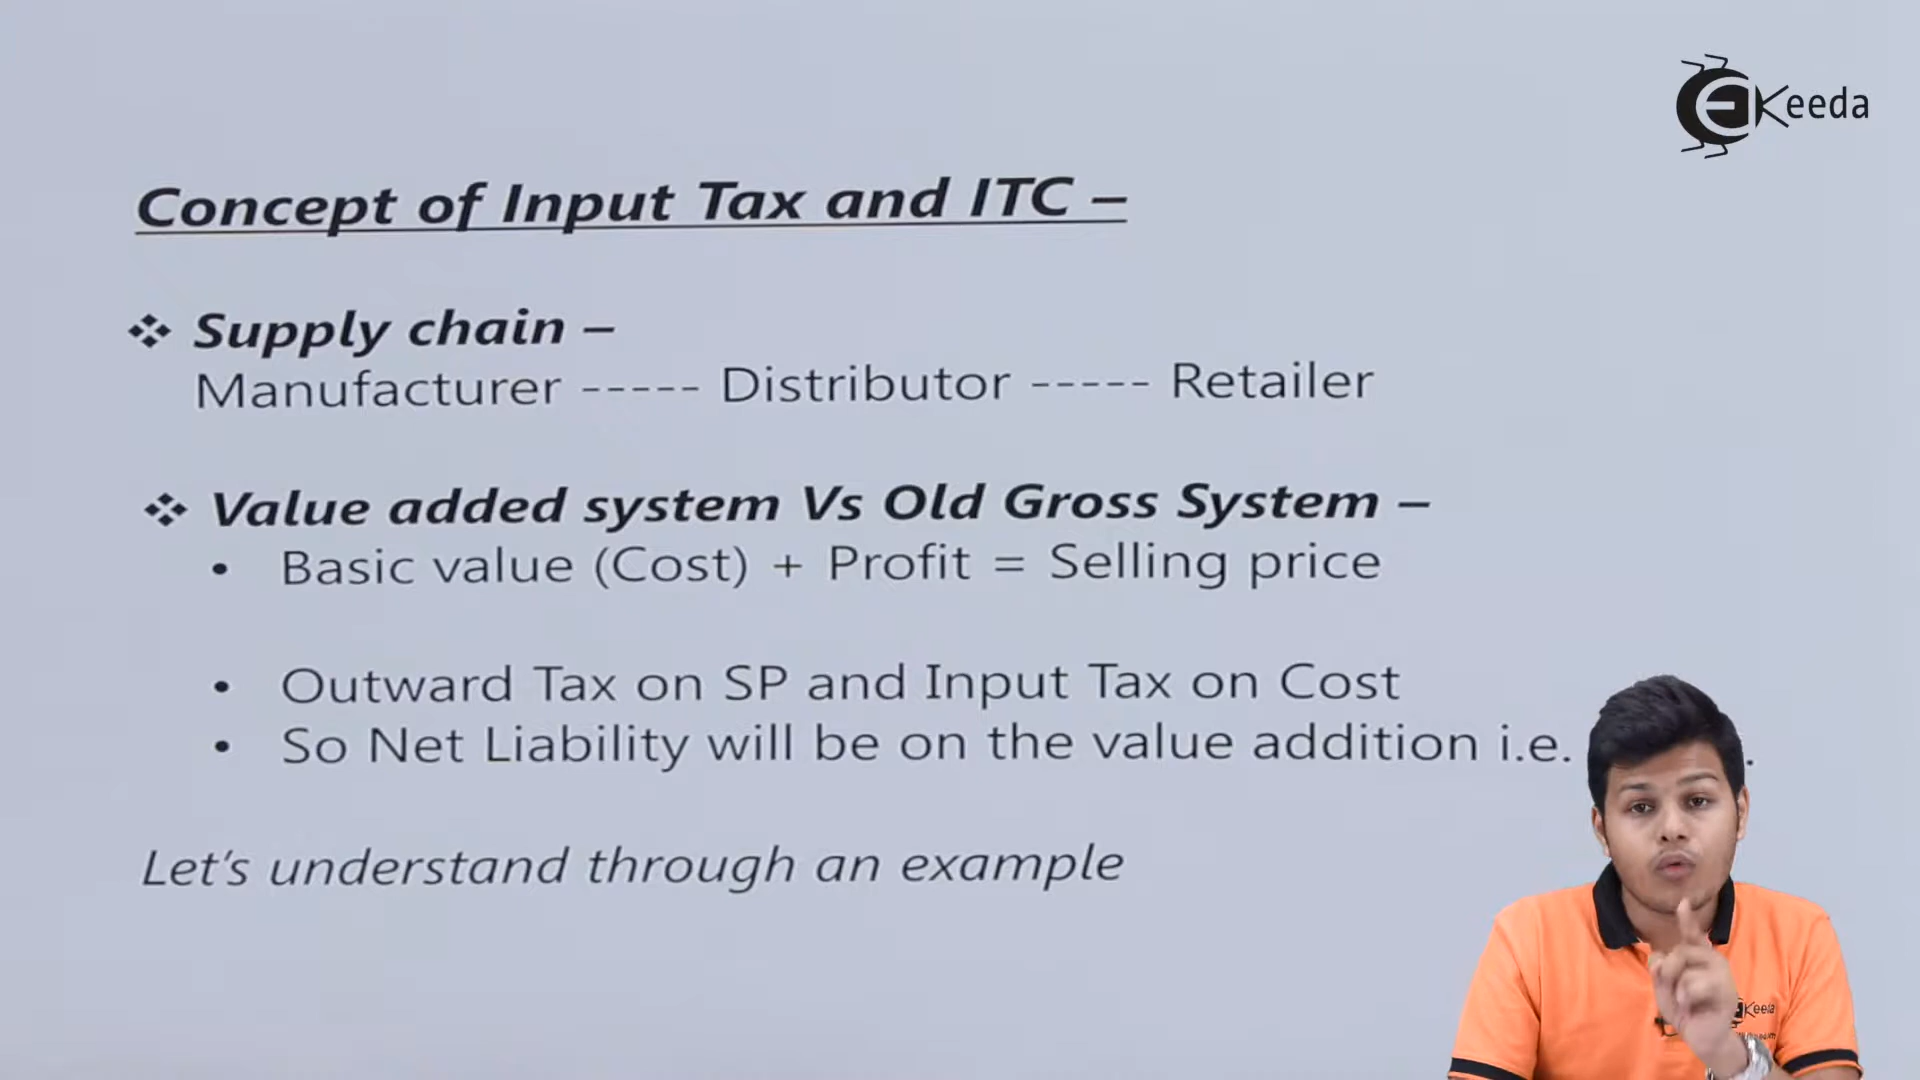 EKeeda
Concept of Input Tax and ITC –
❖ Supply chain –
Manufacturer ----- Distributor ----- Retailer
❖ Value added system Vs Old Gross System –
• Basic value (Cost) + Profit = Selling price
• Outward Tax on SP and Input Tax on Cost
• So Net Liability will be on the value addition i.e. .
Let's understand through an example
Keeda